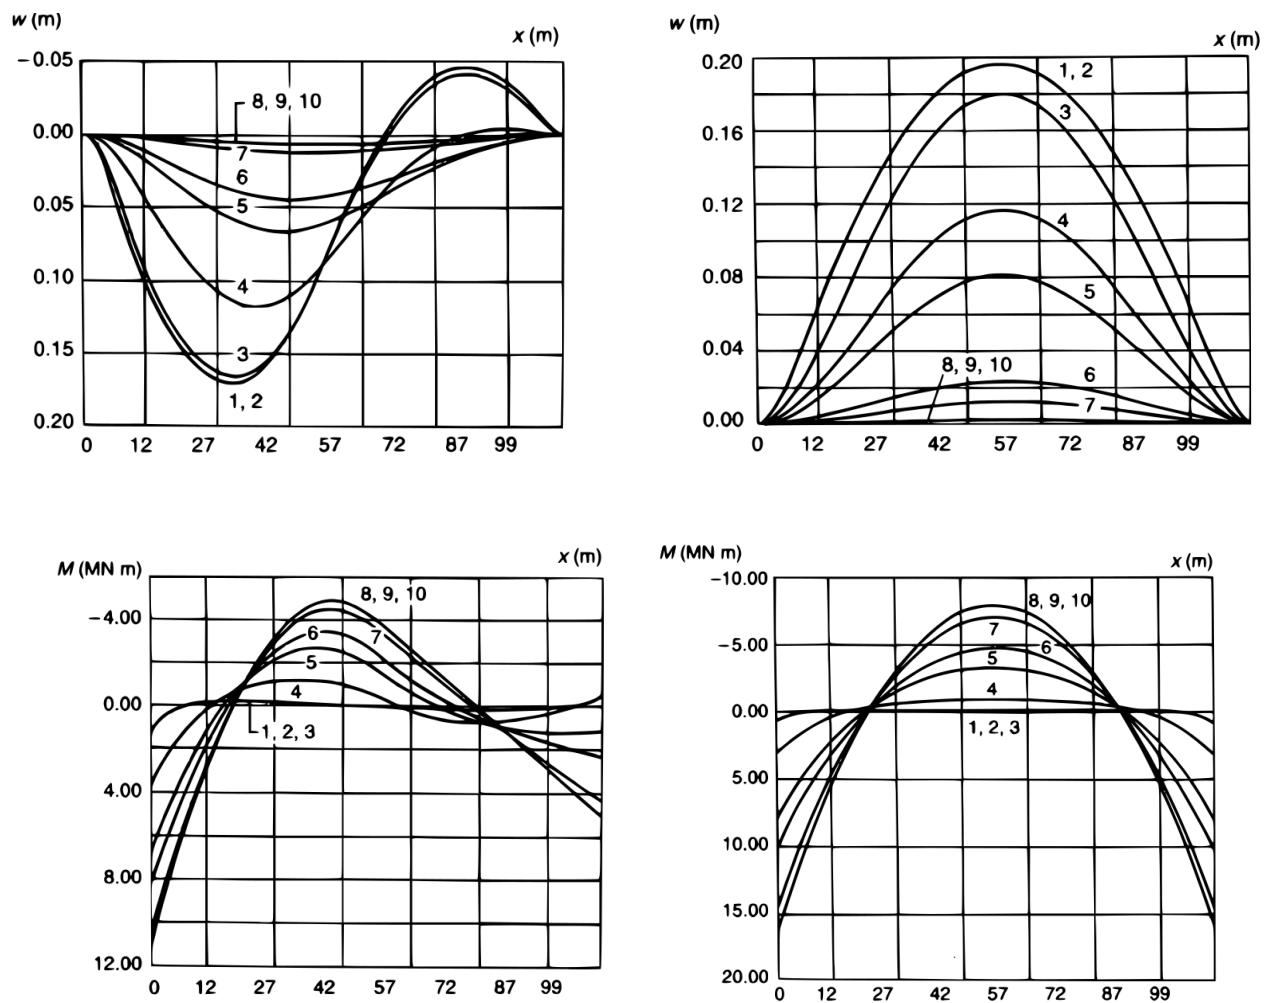 w (m)
x (m)
−0.05
0.00
0.05
0.10
0.15
0.20
8, 9, 10
7
6
5
4
3
1, 2
0 12 27 42 57 72 87 99
w (m)
x (m)
0.20
0.16
0.12
0.08
0.04
0.00
1, 2
3
4
5
8, 9, 10
6
7
0 12 27 42 57 72 87 99
M (MN m)
x (m)
−4.00
0.00
4.00
8.00
12.00
8, 9, 10
6
7
5
4
1, 2, 3
0 12 27 42 57 72 87 99
M (MN m)
x (m)
−10.00
−5.00
0.00
5.00
10.00
15.00
20.00
8, 9, 10
7
6
5
4
1, 2, 3
0 12 27 42 57 72 87 99